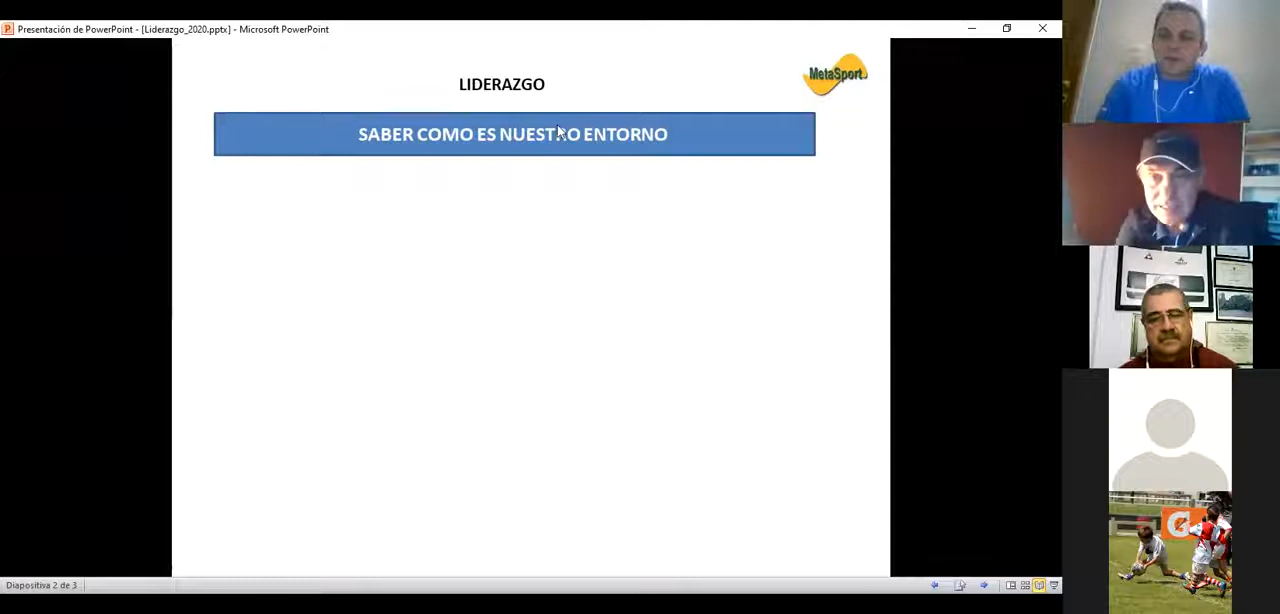 Presentación de PowerPoint - [Liderazgo_2020.pptx] - Microsoft PowerPoint
LIDERAZGO
MetaSport
SABER COMO ES NUESTRO ENTORNO
G
Diapositiva 2 de 3